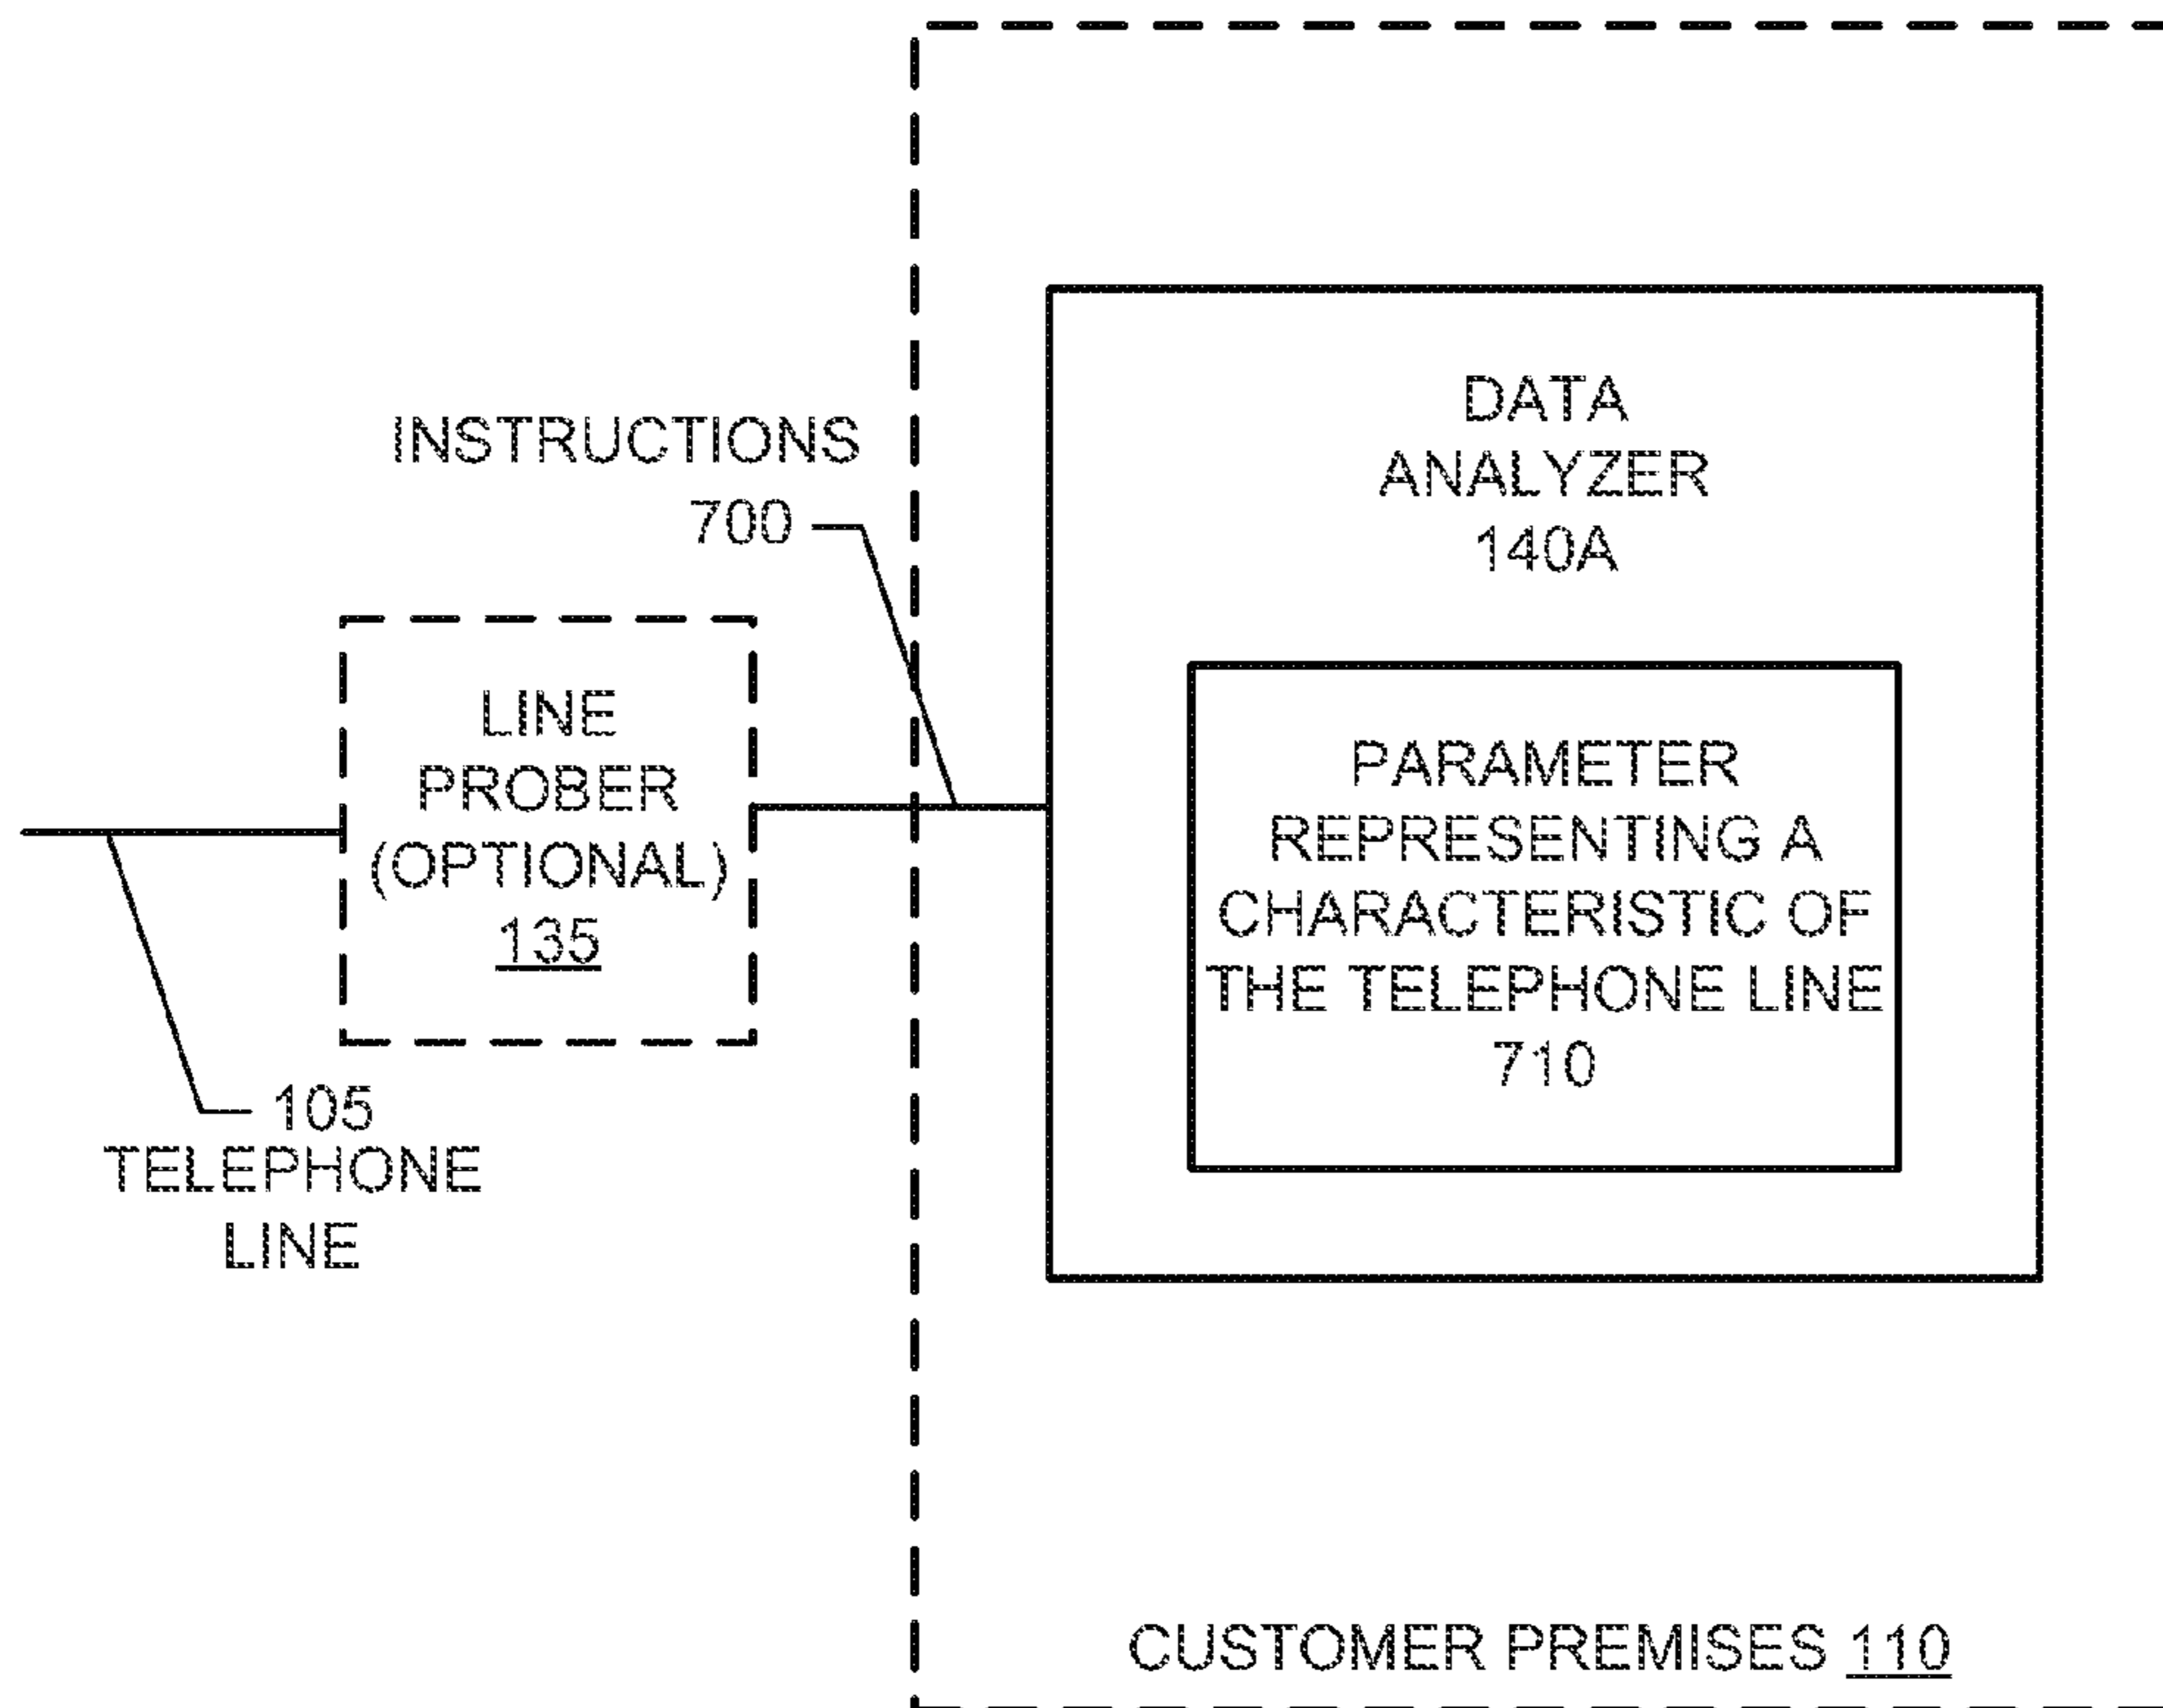 INSTRUCTIONS
700
DATA
ANALYZER
140A
LINE
PROBER
(OPTIONAL)
135
PARAMETER
REPRESENTING A
CHARACTERISTIC OF
THE TELEPHONE LINE
710
105
TELEPHONE
LINE
CUSTOMER PREMISES 110